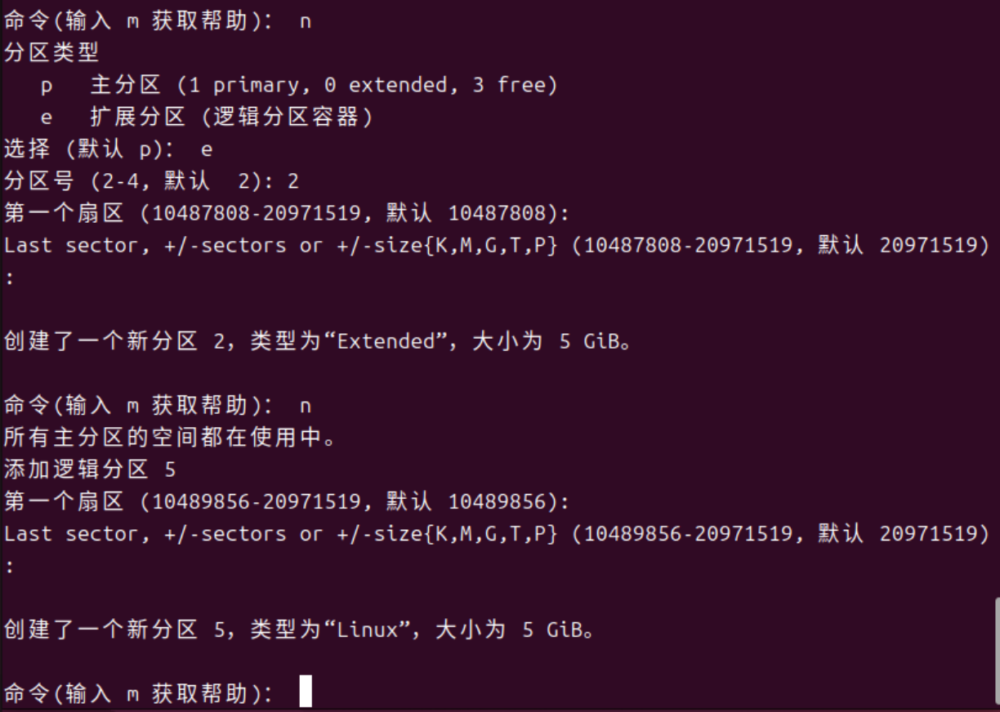 命令(输入 m 获取帮助)： n
分区类型
   p   主分区 (1 primary, 0 extended, 3 free)
   e   扩展分区 (逻辑分区容器)
选择 (默认 p)： e
分区号 (2-4, 默认  2): 2
第一个扇区 (10487808-20971519, 默认 10487808):
Last sector, +/-sectors or +/-size{K,M,G,T,P} (10487808-20971519, 默认 20971519)
:
创建了一个新分区 2，类型为“Extended”，大小为 5 GiB。
命令(输入 m 获取帮助)： n
所有主分区的空间都在使用中。
添加逻辑分区 5
第一个扇区 (10489856-20971519, 默认 10489856):
Last sector, +/-sectors or +/-size{K,M,G,T,P} (10489856-20971519, 默认 20971519)
:
创建了一个新分区 5，类型为“Linux”，大小为 5 GiB。
命令(输入 m 获取帮助)：